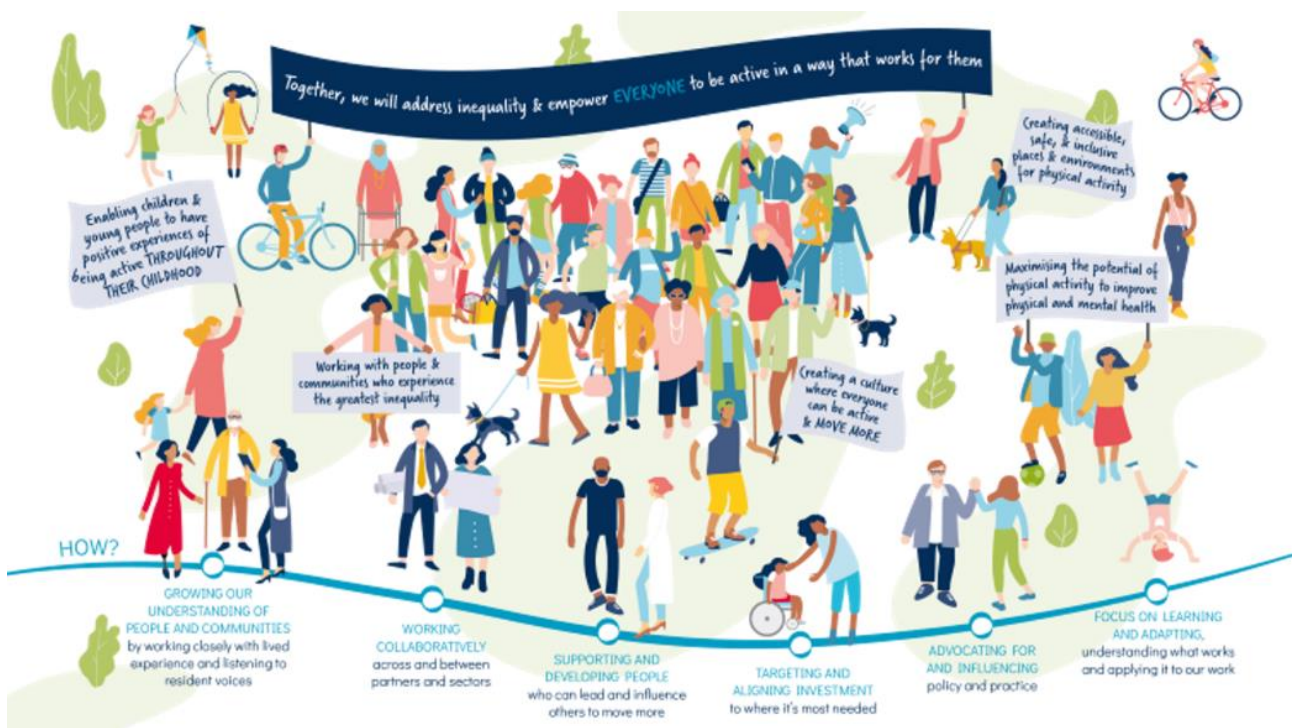 Together, we will address inequality & empower EVERYONE to be active in a way that works for them
Creating accessible,
safe, & inclusive
places & environments
for physical activity
Enabling children &
young people to have
positive experiences of
being active THROUGHOUT
THEIR CHILDHOOD
Maximising the potential of
physical activity to improve
physical and mental health
Working with people &
communities who experience
the greatest inequality
Creating a culture
where everyone
can be active
& MOVE MORE
HOW?
GROWING OUR
UNDERSTANDING OF
PEOPLE AND COMMUNITIES
by working closely with lived
experience and listening to
resident voices
WORKING
COLLABORATIVELY
across and between
partners and sectors
SUPPORTING AND
DEVELOPING PEOPLE
who can lead and influence
others to move more
TARGETING AND
ALIGNING INVESTMENT
to where it's most needed
ADVOCATING FOR
AND INFLUENCING
policy and practice
FOCUS ON LEARNING
AND ADAPTING,
understanding what works
and applying it to our work